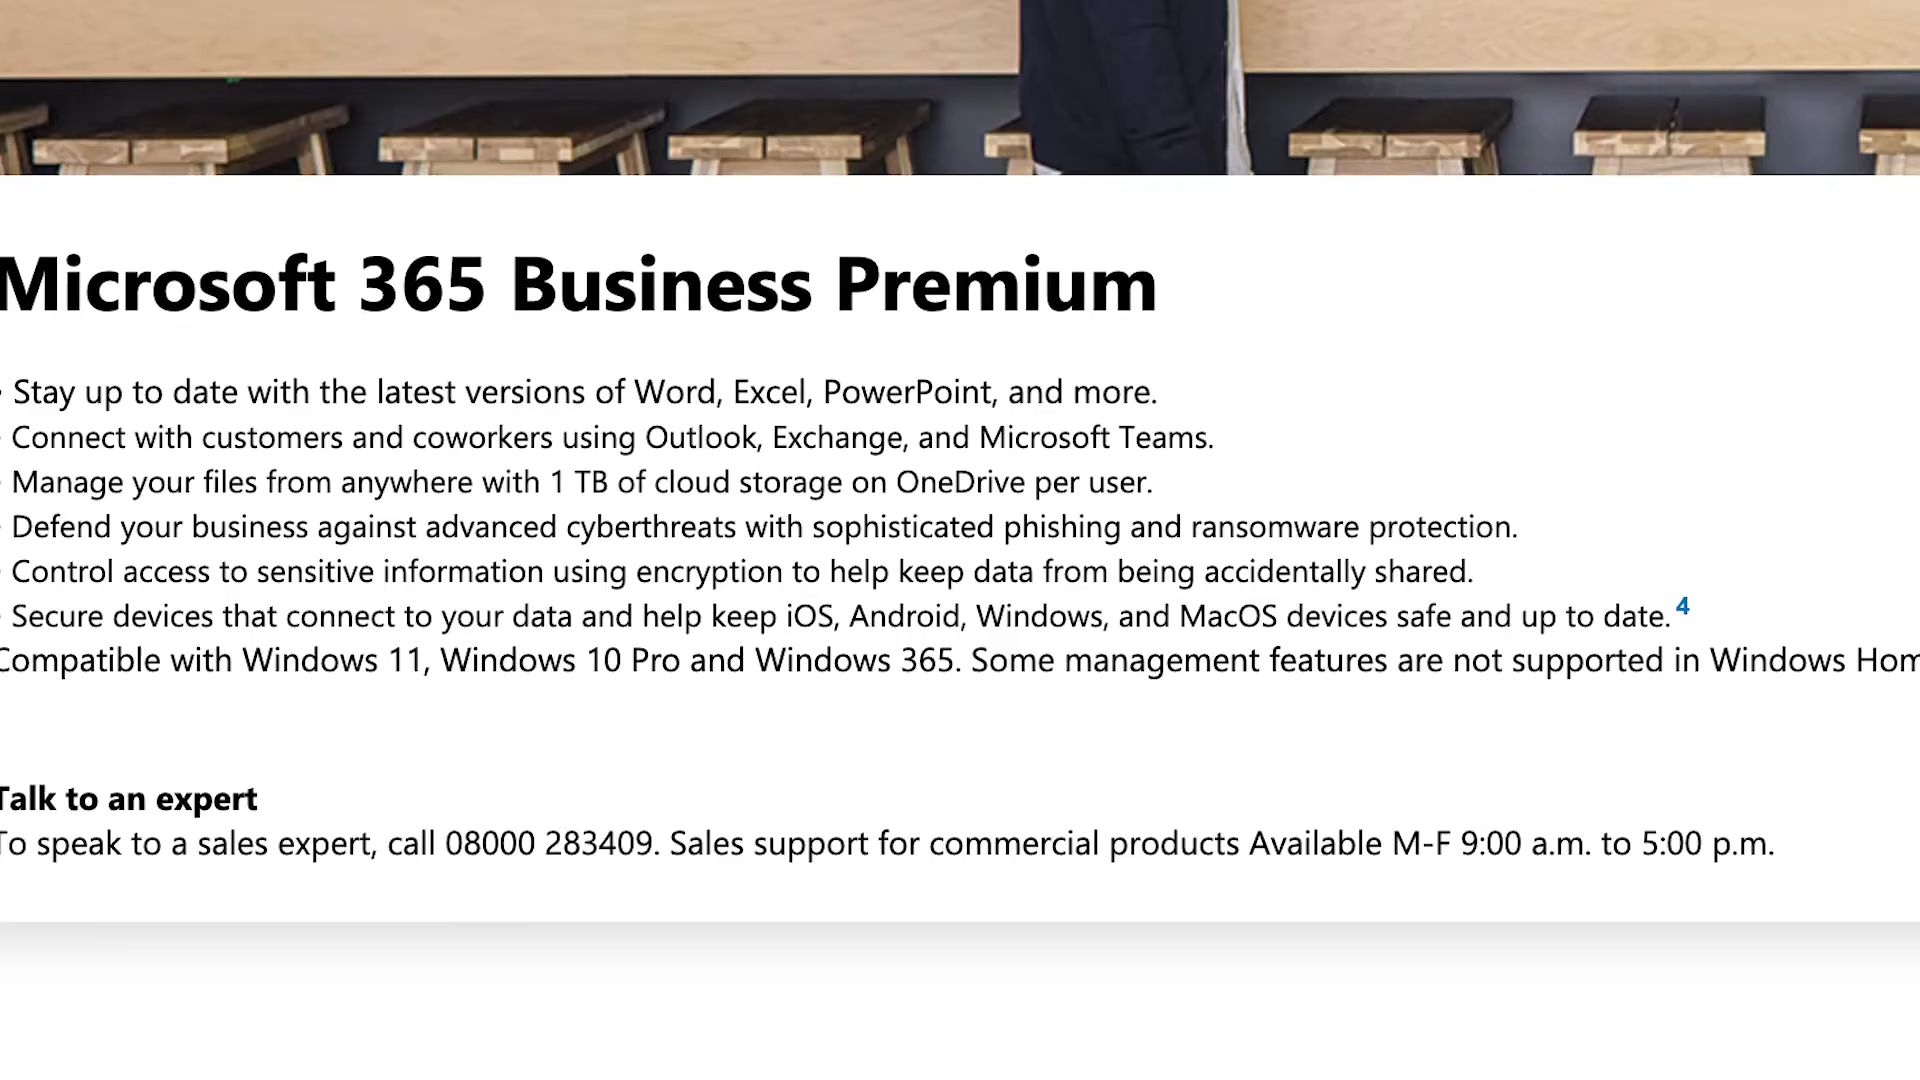 Microsoft 365 Business Premium
· Stay up to date with the latest versions of Word, Excel, PowerPoint, and more.
· Connect with customers and coworkers using Outlook, Exchange, and Microsoft Teams.
· Manage your files from anywhere with 1 TB of cloud storage on OneDrive per user.
· Defend your business against advanced cyberthreats with sophisticated phishing and ransomware protection.
· Control access to sensitive information using encryption to help keep data from being accidentally shared.
· Secure devices that connect to your data and help keep iOS, Android, Windows, and MacOS devices safe and up to date. 4
Compatible with Windows 11, Windows 10 Pro and Windows 365. Some management features are not supported in Windows Hom
Talk to an expert
To speak to a sales expert, call 08000 283409. Sales support for commercial products Available M-F 9:00 a.m. to 5:00 p.m.